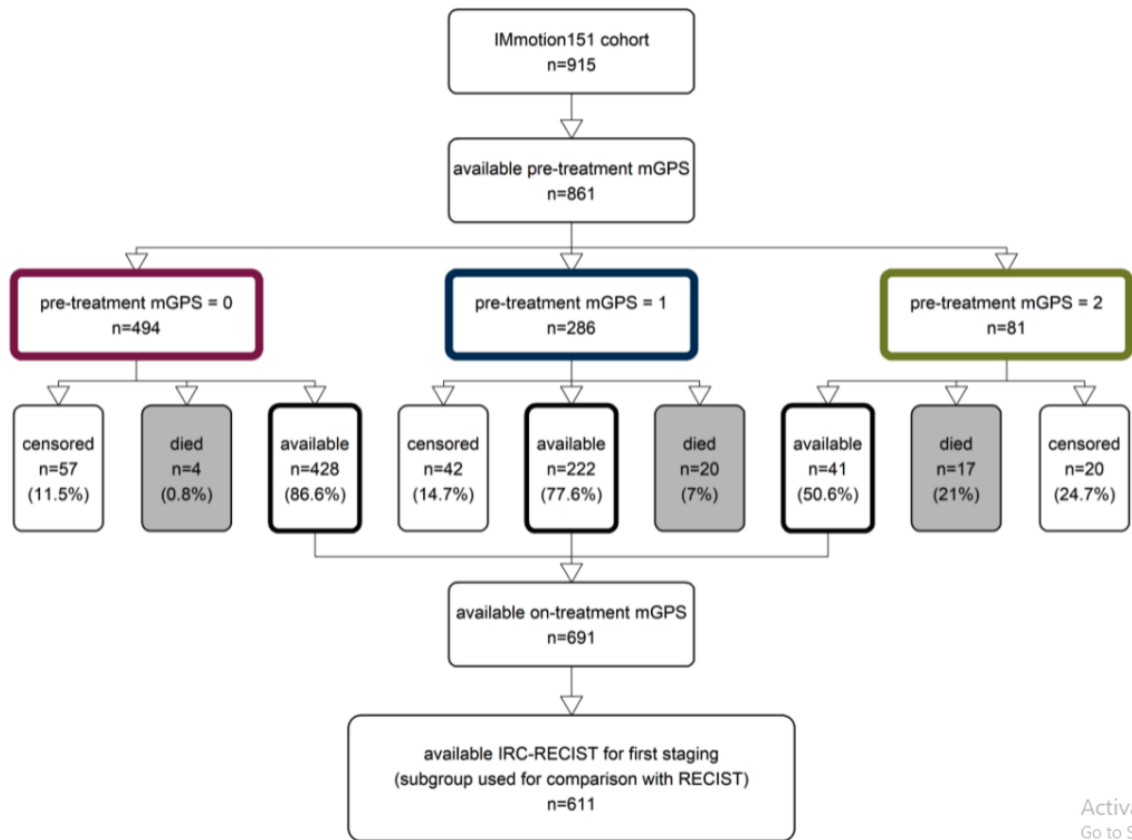 IMmotion151 cohort
n=915
available pre-treatment mGPS
n=861
pre-treatment mGPS = 0
n=494
pre-treatment mGPS = 1
n=286
pre-treatment mGPS = 2
n=81
censored
n=57
(11.5%)
died
n=4
(0.8%)
available
n=428
(86.6%)
censored
n=42
(14.7%)
available
n=222
(77.6%)
died
n=20
(7%)
available
n=41
(50.6%)
died
n=17
(21%)
censored
n=20
(24.7%)
available on-treatment mGPS
n=691
available IRC-RECIST for first staging
(subgroup used for comparison with RECIST)
n=611
Activa
Go to S